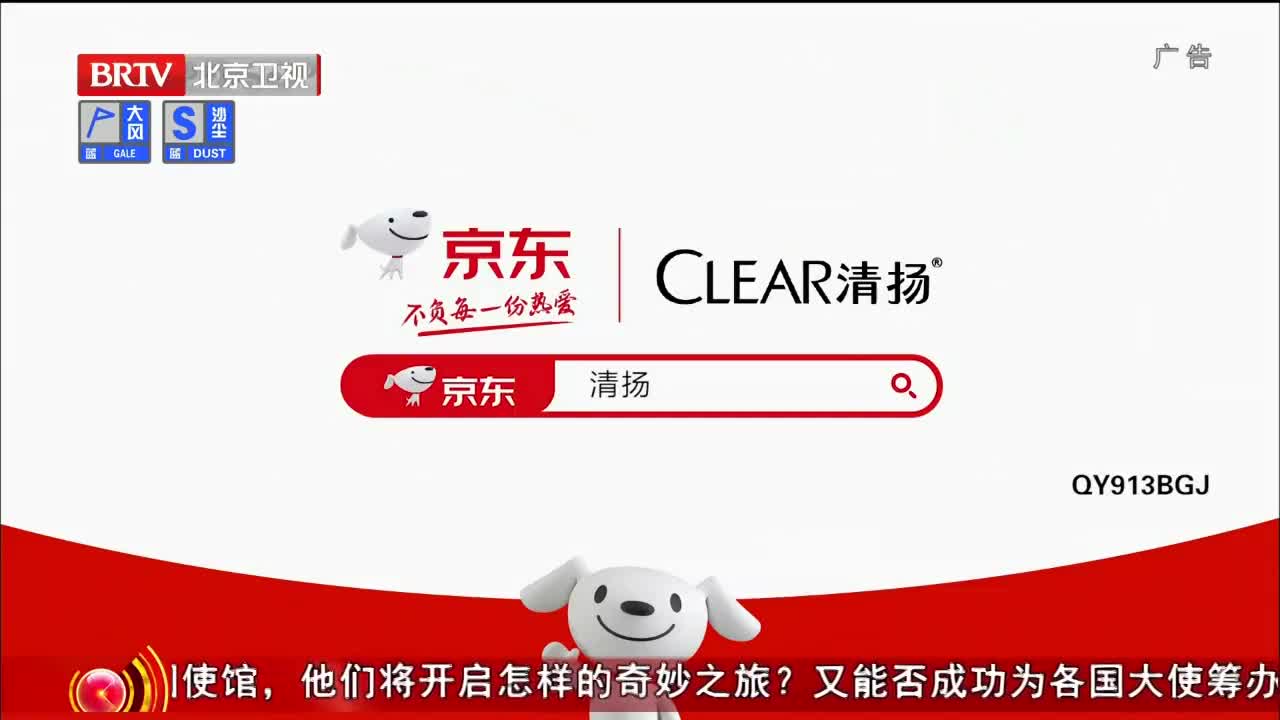 BRTV 北京卫视
广告
大风
蓝 GALE
S 沙尘
蓝 DUST
京东
不负每一份热爱
CLEAR清扬®
京东 清扬
QY913BGJ
使馆，他们将开启怎样的奇妙之旅？又能否成功为各国大使筹办